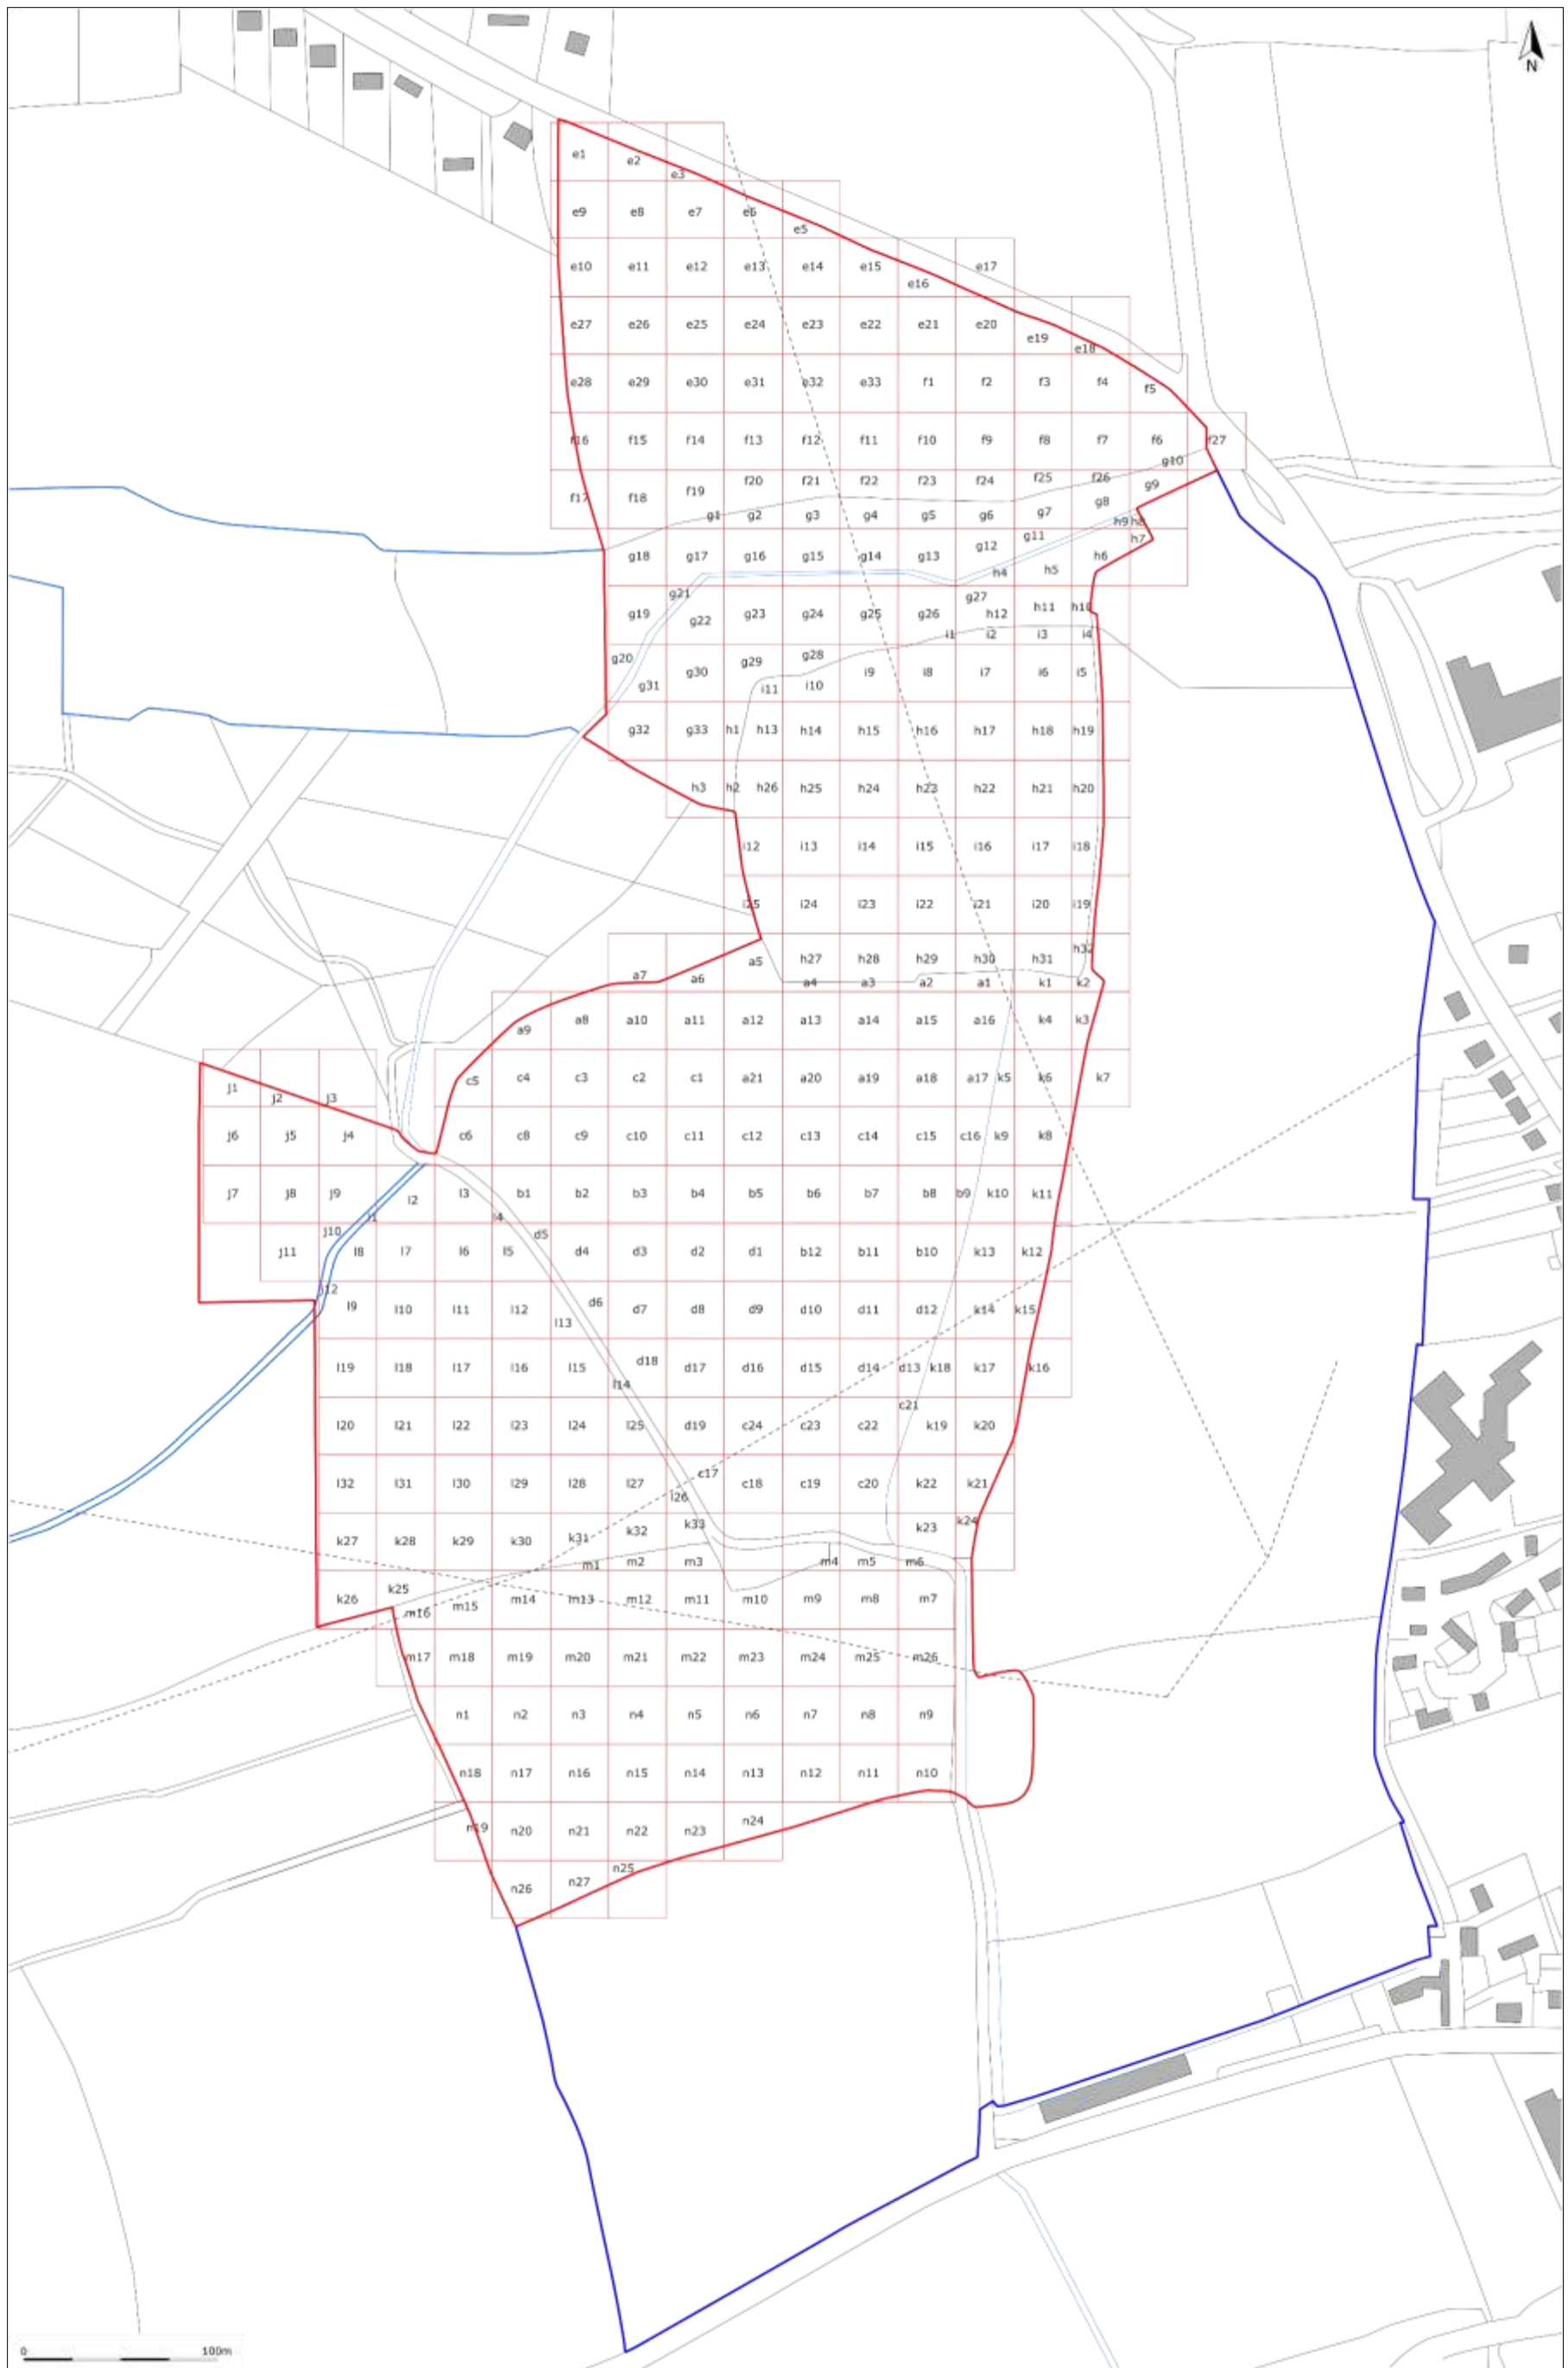 N
e1 e2 e3
e9 e8 e7 e6 e5
e10 e11 e12 e13 e14 e15 e16 e17
e27 e26 e25 e24 e23 e22 e21 e20 e19 e18
e28 e29 e30 e31 e32 e33 f1 f2 f3 f4 f5
f16 f15 f14 f13 f12 f11 f10 f9 f8 f7 f6 f27
g10
f17 f18 f19 f20 f21 f22 f23 f24 f25 f26 g9
g1 g2 g3 g4 g5 g6 g7 g8 h9 h8
g18 g17 g16 g15 g14 g13 g12 g11 h7
h4 h5 h6
g19 g21 g22 g23 g24 g25 g26 g27 h12 h11 h10
i1 i2 i3 i4
g20 g31 g30 g29 g28 i11 i10 i9 i8 i7 i6 i5
g32 g33 h1 h13 h14 h15 h16 h17 h18 h19
h3 h2 h26 h25 h24 h23 h22 h21 h20
i12 i13 i14 i15 i16 i17 i18
i25 i24 i23 i22 i21 i20 i19
a7 a6 a5 h27 h28 h29 h30 h31 h32
a4 a3 a2 a1 k1 k2
a9 a8 a10 a11 a12 a13 a14 a15 a16 k4 k3
j1 j2 j3 c5 c4 c3 c2 c1 a21 a20 a19 a18 a17 k5 k6 k7
j6 j5 j4 c6 c8 c9 c10 c11 c12 c13 c14 c15 c16 k9 k8
j7 j8 j9 l1 l2 l3 l4 b1 b2 b3 b4 b5 b6 b7 b8 b9 k10 k11
j11 j10 l8 l7 l6 l5 d5 d4 d3 d2 d1 b12 b11 b10 k13 k12
j12 l9 l10 l11 l12 l13 d6 d7 d8 d9 d10 d11 d12 k14 k15
l19 l18 l17 l16 l15 l14 d18 d17 d16 d15 d14 d13 k18 k17 k16
l20 l21 l22 l23 l24 l25 d19 c24 c23 c22 c21 k19 k20
l32 l31 l30 l29 l28 l27 l26 c17 c18 c19 c20 k22 k21
k27 k28 k29 k30 k31 k32 k33 k23 k24
m1 m2 m3 m4 m5 m6
k26 k25 m16 m15 m14 m13 m12 m11 m10 m9 m8 m7
m17 m18 m19 m20 m21 m22 m23 m24 m25 m26
n1 n2 n3 n4 n5 n6 n7 n8 n9
n18 n17 n16 n15 n14 n13 n12 n11 n10
n19 n20 n21 n22 n23 n24
n26 n27 n25
0 100m